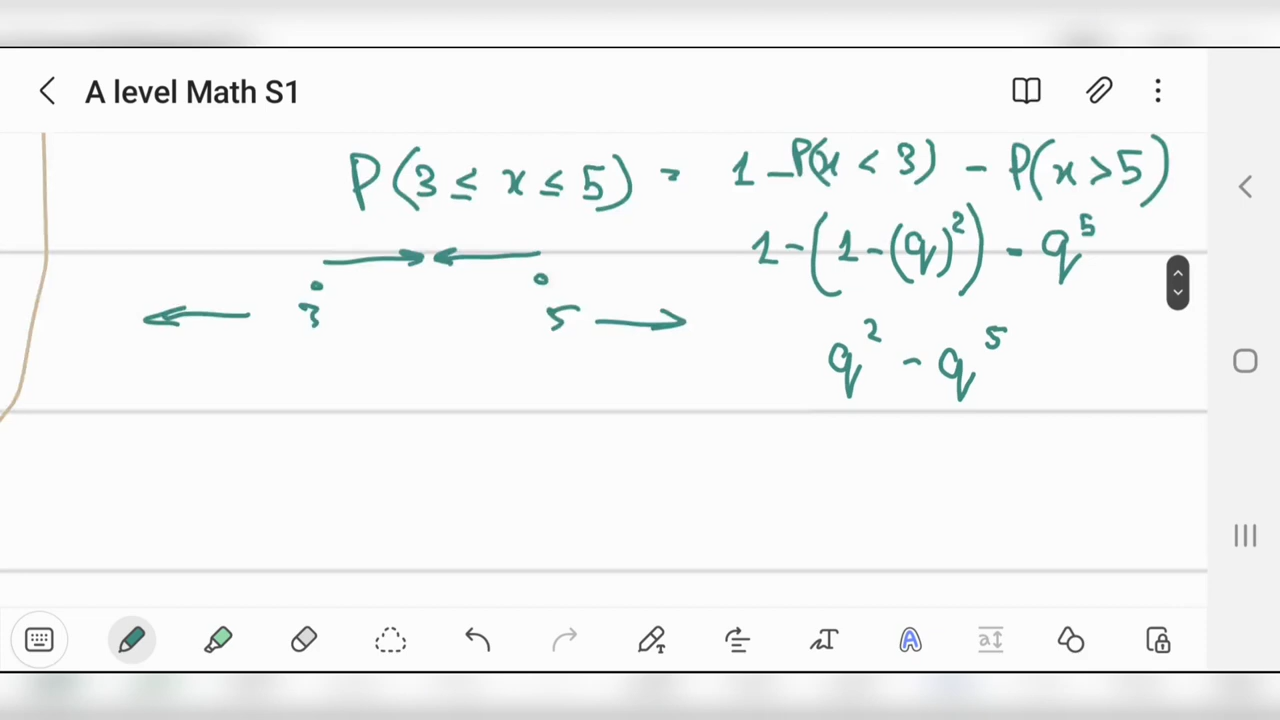 A level Math S1
P(3 ≤ x ≤ 5) = 1 - P(x < 3) - P(x > 5)
1 - (1 - (q)²) - q⁵
3 5
q² - q⁵